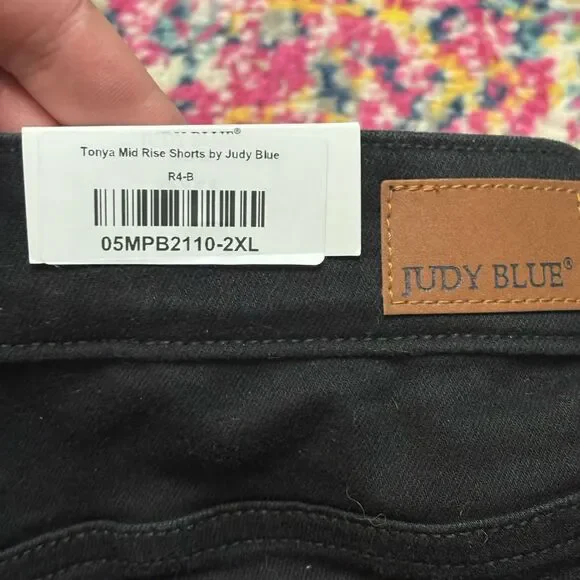 Tonya Mid Rise Shorts by Judy Blue
R4-B
05MPB2110-2XL
JUDY BLUE®